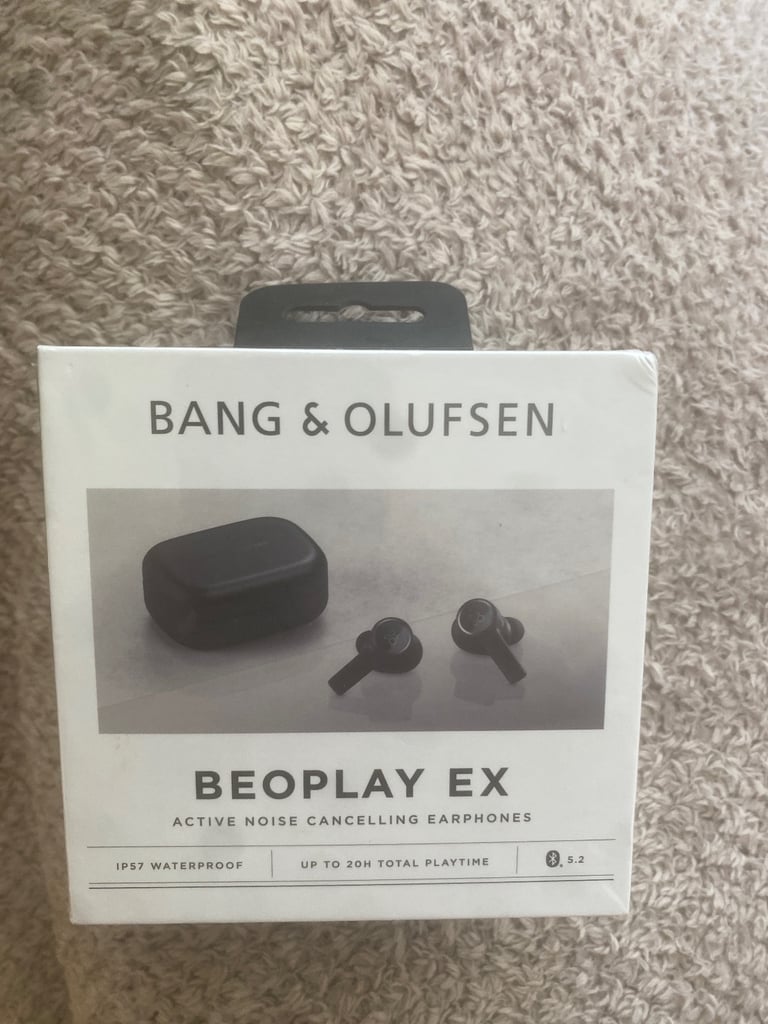 BANG & OLUFSEN
BEOPLAY EX
ACTIVE NOISE CANCELLING EARPHONES
IP57 WATERPROOF
UP TO 20H TOTAL PLAYTIME
5.2